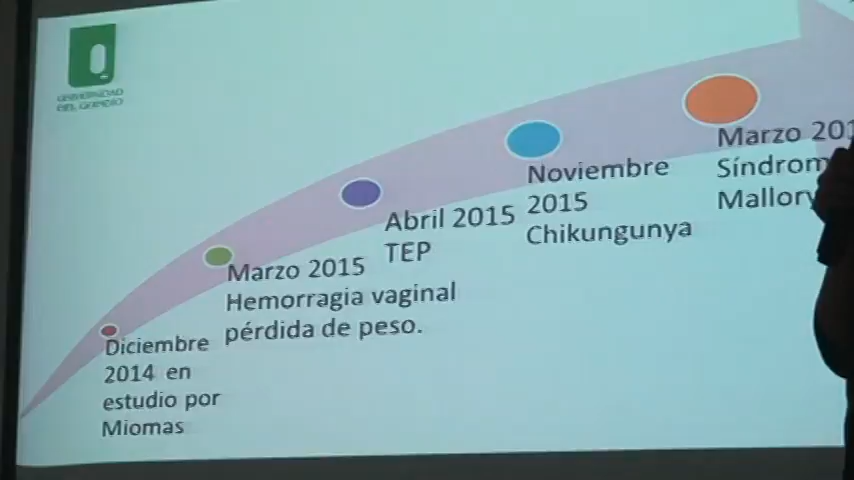 UNIVERSIDAD
DEL QUINDÍO
Diciembre
2014 en
estudio por
Miomas
Marzo 2015
Hemorragia vaginal
pérdida de peso.
Abril 2015
TEP
Noviembre
2015
Chikungunya
Marzo 201
Síndrom
Mallory